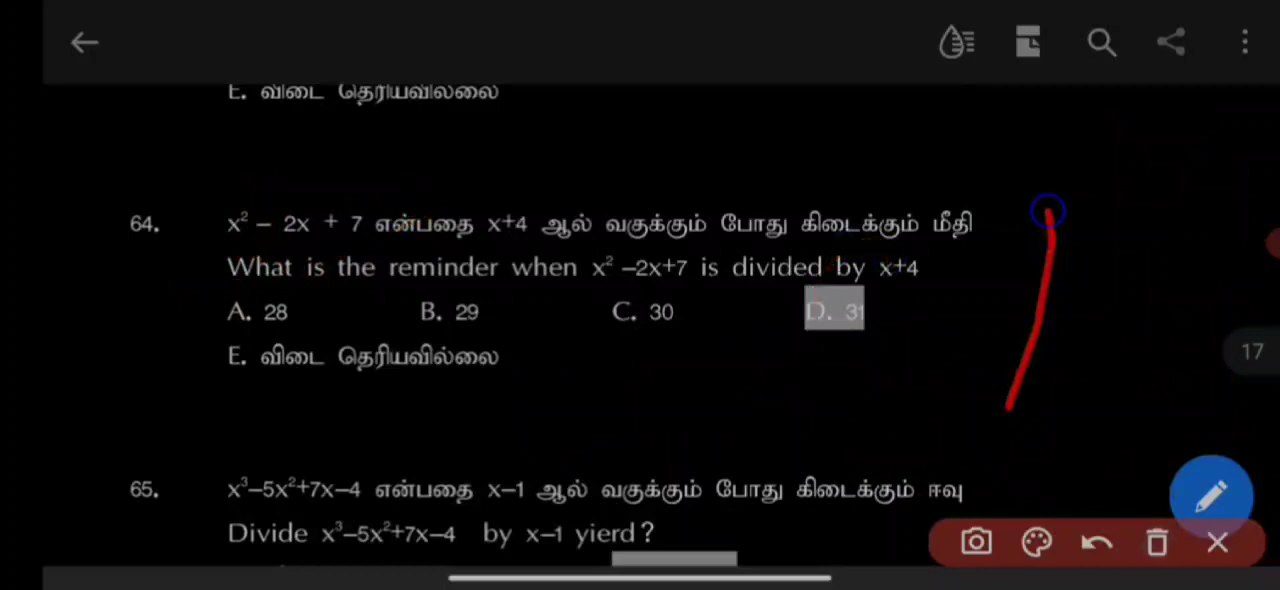 E. விடை தெரியவில்லை
64. x² – 2x + 7 என்பதை x+4 ஆல் வகுக்கும் போது கிடைக்கும் மீதி
What is the reminder when x² –2x+7 is divided by x+4
A. 28 B. 29 C. 30 D. 31
E. விடை தெரியவில்லை
17
65. x³–5x²+7x–4 என்பதை x–1 ஆல் வகுக்கும் போது கிடைக்கும் ஈவு
Divide x³–5x²+7x–4 by x–1 yierd?